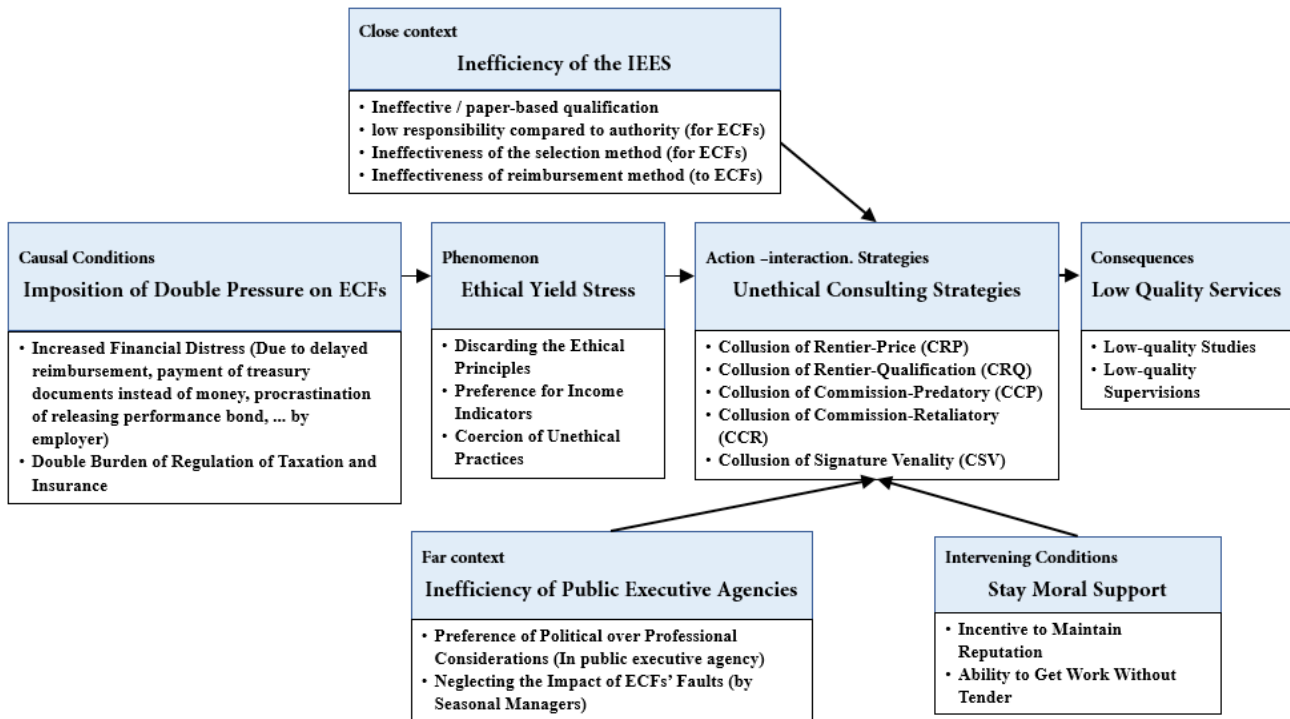 Close context
Inefficiency of the IEES
• Ineffective / paper-based qualification
• low responsibility compared to authority (for ECFs)
• Ineffectiveness of the selection method (for ECFs)
• Ineffectiveness of reimbursement method (to ECFs)
Causal Conditions
Imposition of Double Pressure on ECFs
• Increased Financial Distress (Due to delayed
reimbursement, payment of treasury
documents instead of money, procrastination
of releasing performance bond, ... by
employer)
• Double Burden of Regulation of Taxation and
Insurance
Phenomenon
Ethical Yield Stress
• Discarding the Ethical
Principles
• Preference for Income
Indicators
• Coercion of Unethical
Practices
Action –interaction. Strategies
Unethical Consulting Strategies
• Collusion of Rentier-Price (CRP)
• Collusion of Rentier-Qualification (CRQ)
• Collusion of Commission-Predatory (CCP)
• Collusion of Commission-Retaliatory
(CCR)
• Collusion of Signature Venality (CSV)
Consequences
Low Quality Services
• Low-quality Studies
• Low-quality
Supervisions
Far context
Inefficiency of Public Executive Agencies
• Preference of Political over Professional
Considerations (In public executive agency)
• Neglecting the Impact of ECFs' Faults (by
Seasonal Managers)
Intervening Conditions
Stay Moral Support
• Incentive to Maintain
Reputation
• Ability to Get Work Without
Tender